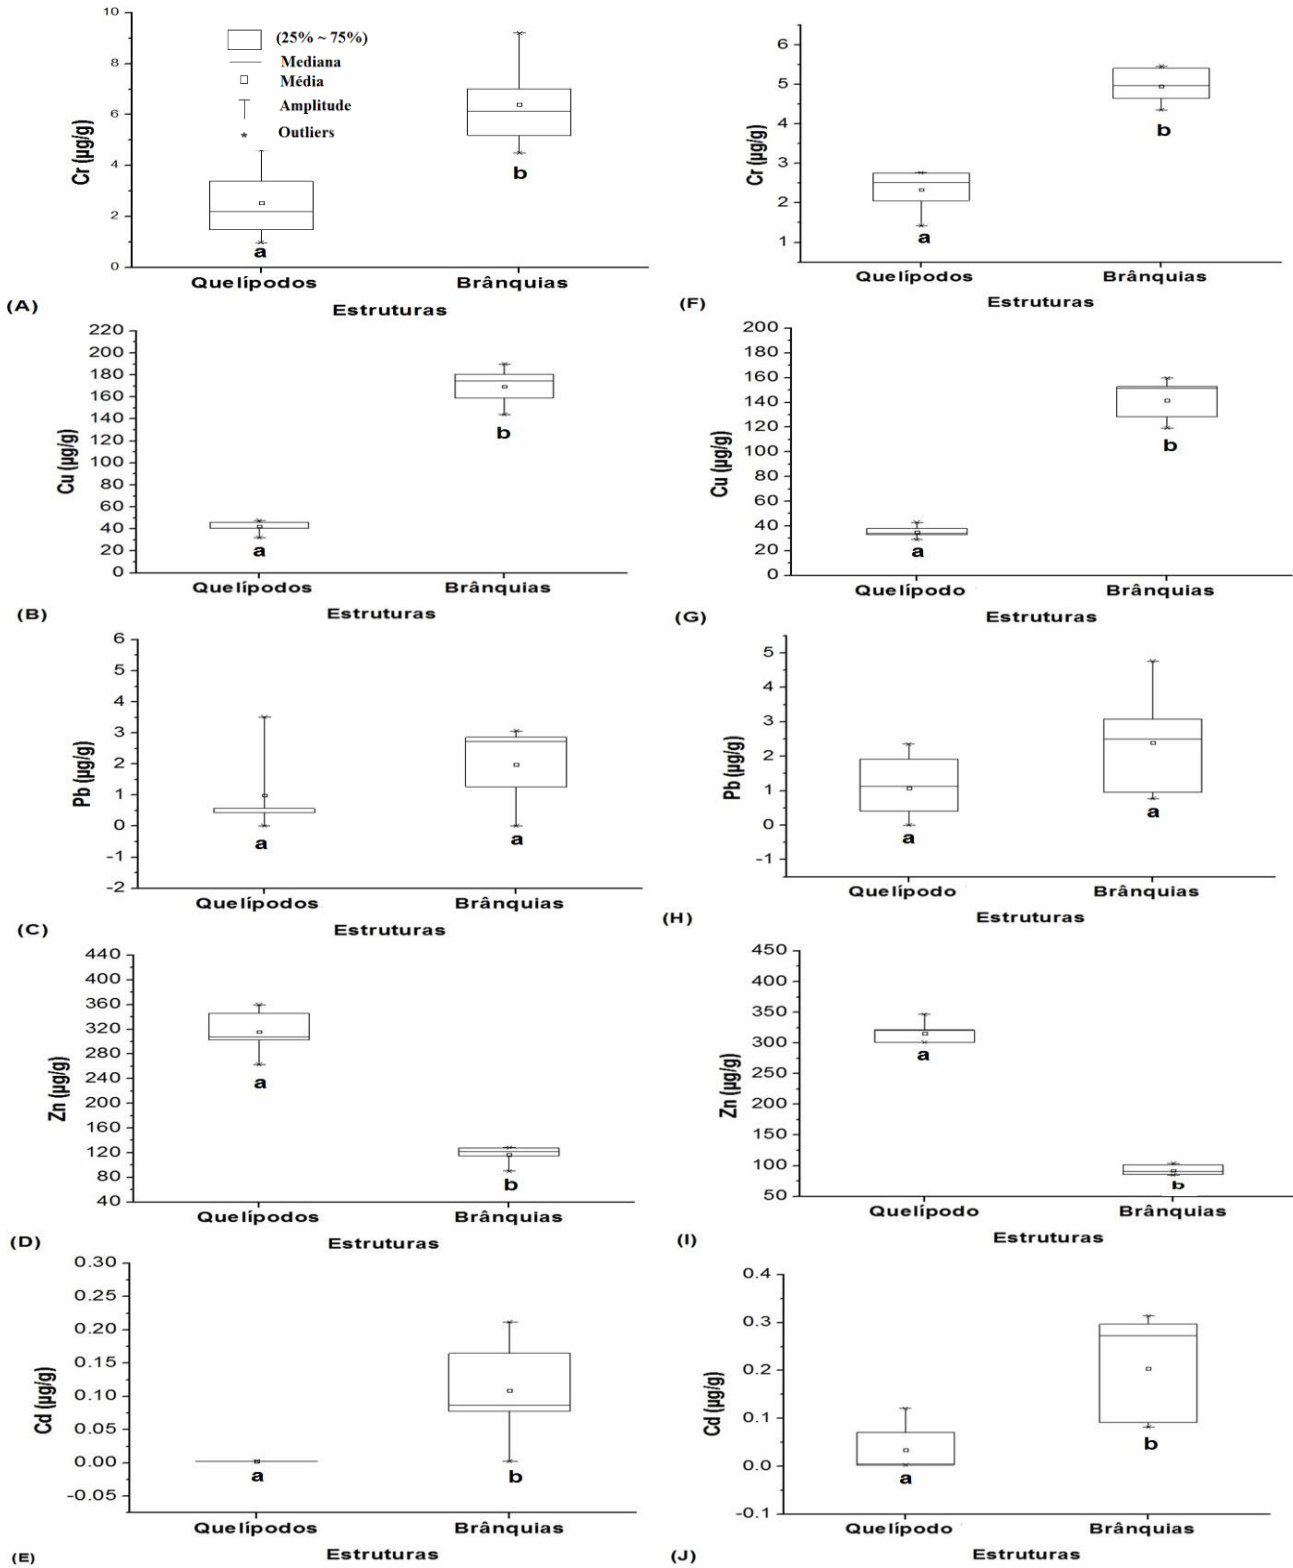 10
8
6
4
2
0
Cr (µg/g)
(25% ~ 75%)
Mediana
Média
Amplitude
* Outliers
a
b
Quelípodos
Brânquias
Estruturas
(A)
6
5
4
3
2
1
Cr (µg/g)
a
b
Quelípodos
Brânquias
Estruturas
(F)
220
200
180
160
140
120
100
80
60
40
20
0
Cu (µg/g)
a
b
Quelípodos
Brânquias
Estruturas
(B)
200
180
160
140
120
100
80
60
40
20
0
Cu (µg/g)
a
b
Quelípodo
Brânquias
Estruturas
(G)
6
5
4
3
2
1
0
-1
-2
Pb (µg/g)
a
a
Quelípodos
Brânquias
Estruturas
(C)
5
4
3
2
1
0
-1
Pb (µg/g)
a
a
Quelípodo
Brânquias
Estruturas
(H)
440
400
360
320
280
240
200
160
120
80
40
Zn (µg/g)
a
b
Quelípodos
Brânquias
Estruturas
(D)
450
400
350
300
250
200
150
100
50
Zn (µg/g)
a
b
Quelípodo
Brânquias
Estruturas
(I)
0.30
0.25
0.20
0.15
0.10
0.05
0.00
-0.05
Cd (µg/g)
a
b
Quelípodos
Brânquias
Estruturas
(E)
0.4
0.3
0.2
0.1
0.0
-0.1
Cd (µg/g)
a
b
Quelípodo
Brânquias
Estruturas
(J)